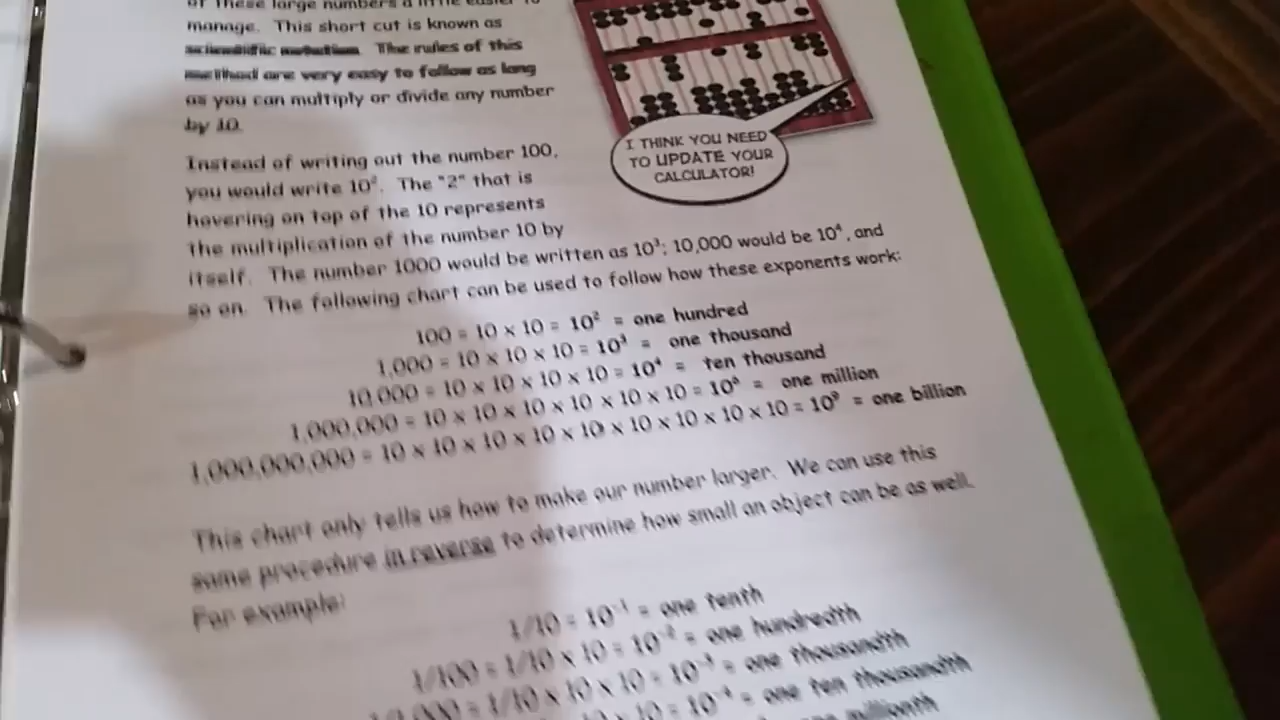 of these large numbers a little easier to
manage. This short cut is known as
scientific notation. The rules of this
method are very easy to follow as long
as you can multiply or divide any number
by 10.
I THINK YOU NEED
TO UPDATE YOUR
CALCULATOR!
Instead of writing out the number 100,
you would write 10². The "2" that is
hovering on top of the 10 represents
the multiplication of the number 10 by
itself. The number 1000 would be written as 10³; 10,000 would be 10⁴, and
so on. The following chart can be used to follow how these exponents work:
100 = 10 x 10 = 10² = one hundred
1,000 = 10 x 10 x 10 = 10³ = one thousand
10,000 = 10 x 10 x 10 x 10 = 10⁴ = ten thousand
1,000,000 = 10 x 10 x 10 x 10 x 10 x 10 = 10⁶ = one million
1,000,000,000 = 10 x 10 x 10 x 10 x 10 x 10 x 10 x 10 x 10 = 10⁹ = one billion
This chart only tells us how to make our number larger. We can use this
same procedure in reverse to determine how small an object can be as well.
For example:
1/10 = 10⁻¹ = one tenth
1/100 = 1/10 x 10 = 10⁻² = one hundredth
= 1/10 x 10 x 10 = 10⁻³ = one thousandth
x 10 = 10⁻⁴ = one ten thousandth
one millionth